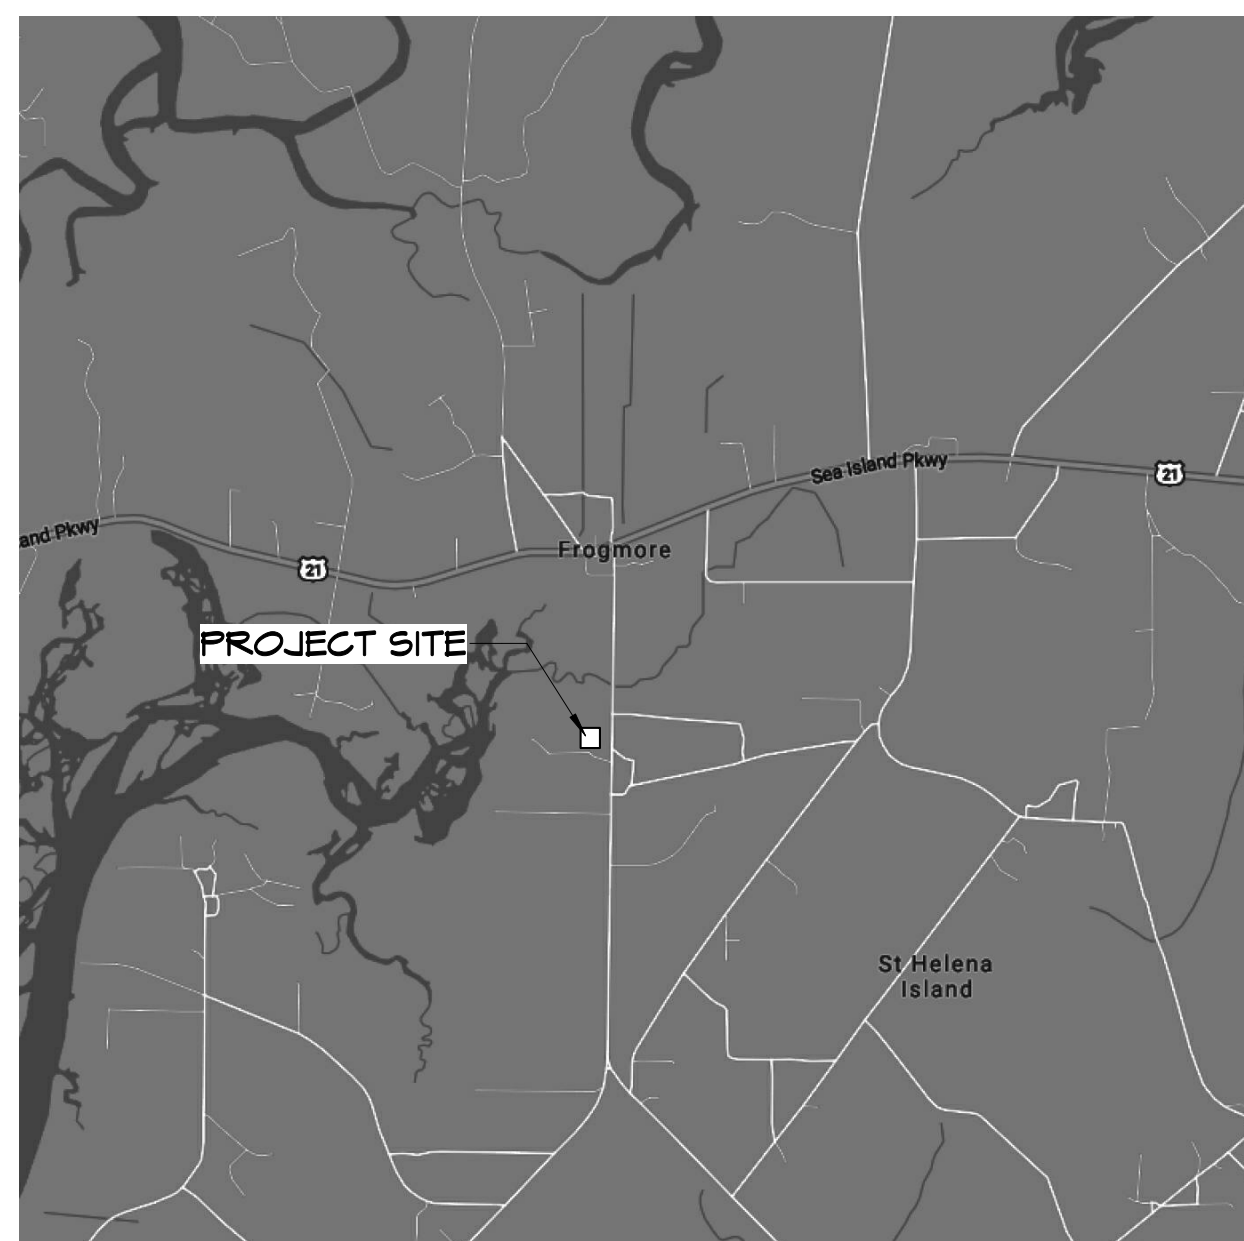 Sea Island Pkwy
21
and Pkwy
Frogmore
21
PROJECT SITE
St Helena
Island